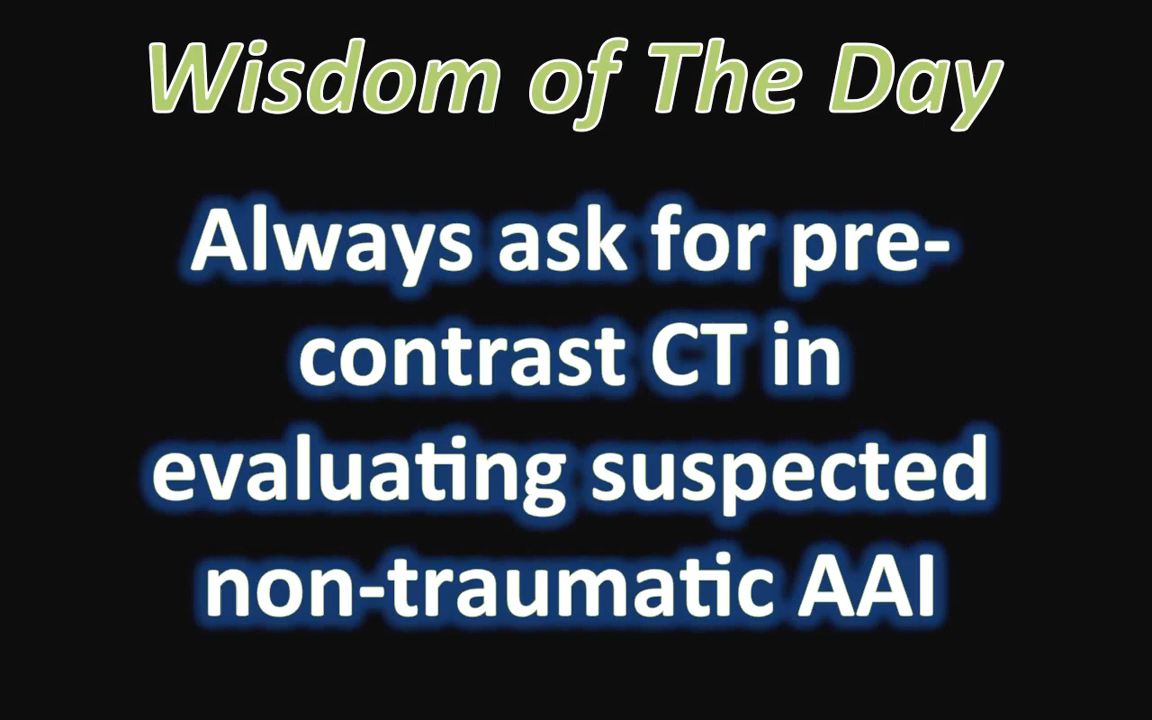 Wisdom of The Day
Always ask for pre-
contrast CT in
evaluating suspected
non-traumatic AAI